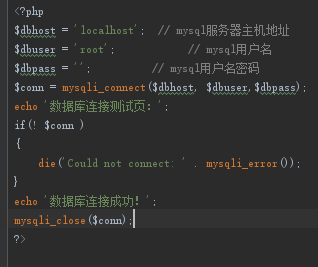 <?php
$dbhost = 'localhost';  // mysql服务器主机地址
$dbuser = 'root';            // mysql用户名
$dbpass = '';          // mysql用户名密码
$conn = mysqli_connect($dbhost, $dbuser,$dbpass);
echo '数据库连接测试页：';
if(! $conn )
{
    die('Could not connect: ' . mysqli_error());
}
echo '数据库连接成功！';
mysqli_close($conn);
?>